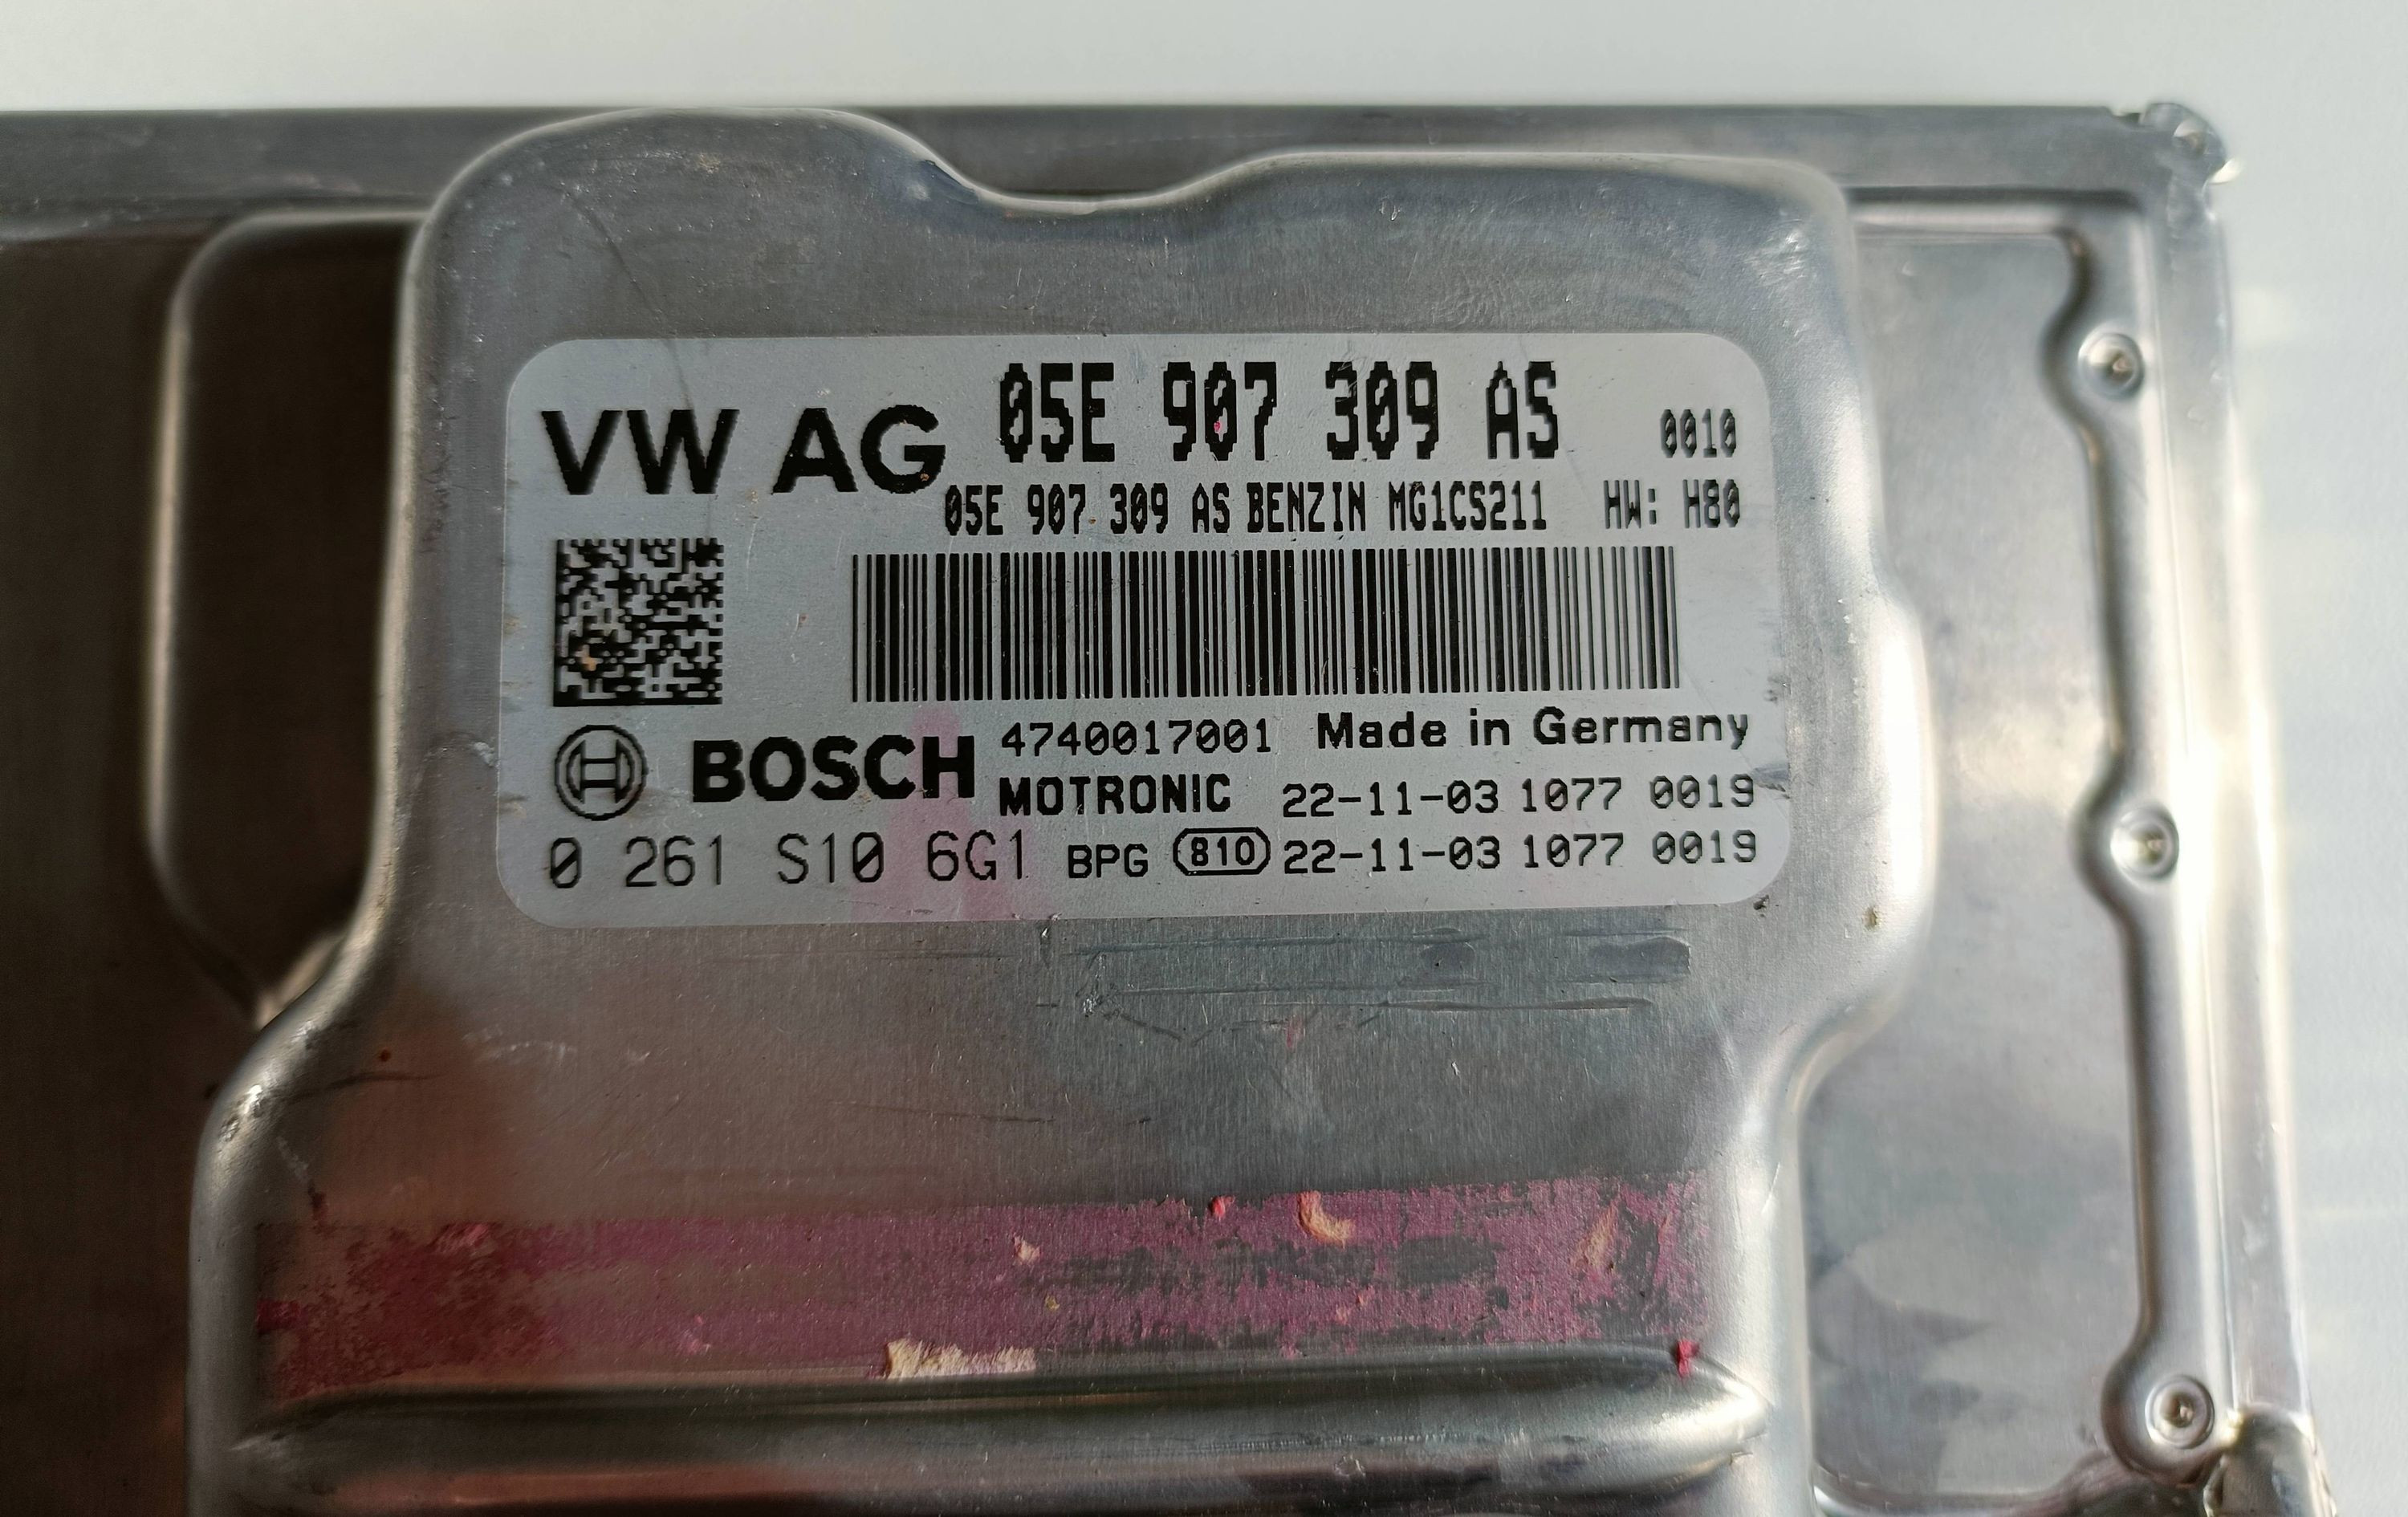 VW AG 05E 907 309 AS 0010
05E 907 309 AS BENZIN MG1CS211 HW: H80
BOSCH 4740017001 Made in Germany
MOTRONIC 22-11-03 1077 0019
0 261 S10 6G1 BPG 810 22-11-03 1077 0019